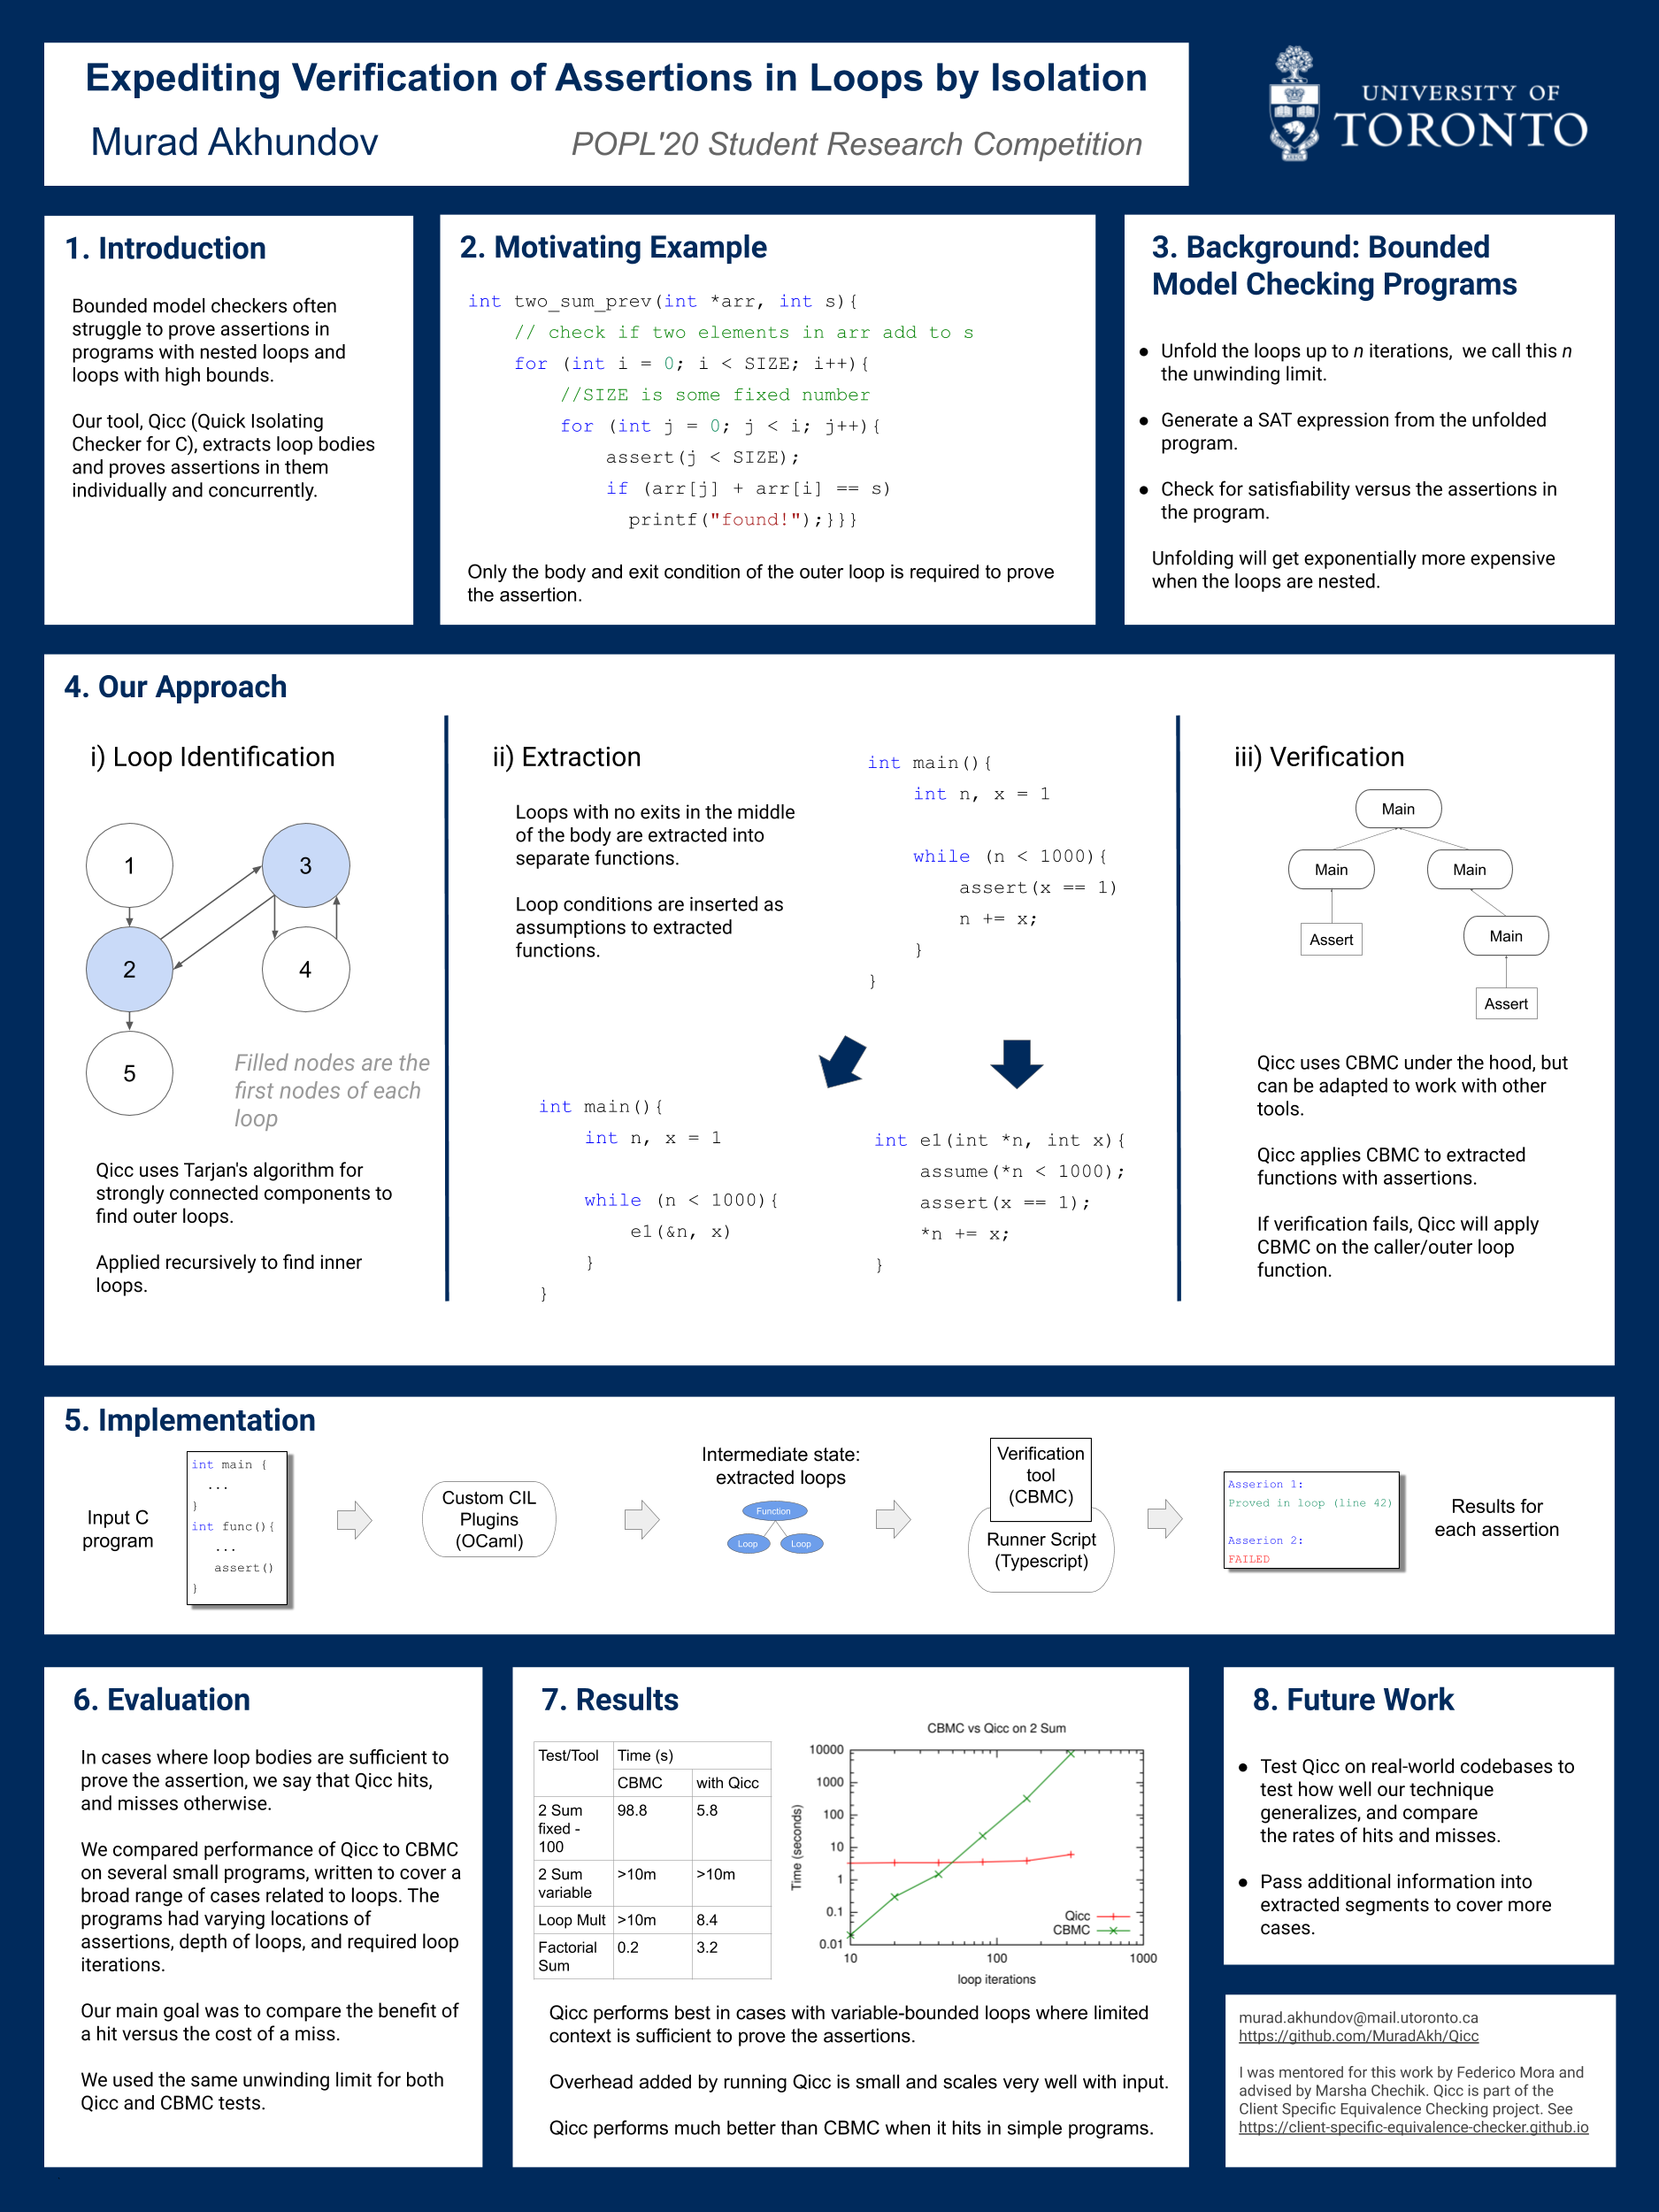 Expediting Verification of Assertions in Loops by Isolation
Murad Akhundov
POPL'20 Student Research Competition
UNIVERSITY OF
TORONTO
1. Introduction
Bounded model checkers often
struggle to prove assertions in
programs with nested loops and
loops with high bounds.
Our tool, Qicc (Quick Isolating
Checker for C), extracts loop bodies
and proves assertions in them
individually and concurrently.
2. Motivating Example
int two_sum_prev(int *arr, int s){
// check if two elements in arr add to s
for (int i = 0; i < SIZE; i++){
//SIZE is some fixed number
for (int j = 0; j < i; j++){
assert(j < SIZE);
if (arr[j] + arr[i] == s)
printf("found!");}}}
Only the body and exit condition of the outer loop is required to prove
the assertion.
3. Background: Bounded
Model Checking Programs
● Unfold the loops up to n iterations, we call this n
the unwinding limit.
● Generate a SAT expression from the unfolded
program.
● Check for satisfiability versus the assertions in
the program.
Unfolding will get exponentially more expensive
when the loops are nested.
4. Our Approach
i) Loop Identification
1
3
2
4
5
Filled nodes are the
first nodes of each
loop
Qicc uses Tarjan's algorithm for
strongly connected components to
find outer loops.
Applied recursively to find inner
loops.
ii) Extraction
Loops with no exits in the middle
of the body are extracted into
separate functions.
Loop conditions are inserted as
assumptions to extracted
functions.
int main(){
int n, x = 1
while (n < 1000){
assert(x == 1)
n += x;
}
}
int main(){
int n, x = 1
while (n < 1000){
e1(&n, x)
}
}
int e1(int *n, int x){
assume(*n < 1000);
assert(x == 1);
*n += x;
}
iii) Verification
Main
Main
Main
Assert
Main
Assert
Qicc uses CBMC under the hood, but
can be adapted to work with other
tools.
Qicc applies CBMC to extracted
functions with assertions.
If verification fails, Qicc will apply
CBMC on the caller/outer loop
function.
5. Implementation
Input C
program
int main {
...
}
int func(){
...
assert()
}
Custom CIL
Plugins
(OCaml)
Intermediate state:
extracted loops
Function
Loop
Loop
Verification
tool
(CBMC)
Runner Script
(Typescript)
Asserion 1:
Proved in loop (line 42)
Asserion 2:
FAILED
Results for
each assertion
6. Evaluation
In cases where loop bodies are sufficient to
prove the assertion, we say that Qicc hits,
and misses otherwise.
We compared performance of Qicc to CBMC
on several small programs, written to cover a
broad range of cases related to loops. The
programs had varying locations of
assertions, depth of loops, and required loop
iterations.
Our main goal was to compare the benefit of
a hit versus the cost of a miss.
We used the same unwinding limit for both
Qicc and CBMC tests.
7. Results
Test/Tool Time (s)
CBMC with Qicc
2 Sum 98.8 5.8
fixed -
100
2 Sum >10m >10m
variable
Loop Mult >10m 8.4
Factorial 0.2 3.2
Sum
CBMC vs Qicc on 2 Sum
Time (seconds)
10000
1000
100
10
1
0.1
0.01
Qicc
CBMC
10 100 1000
loop iterations
Qicc performs best in cases with variable-bounded loops where limited
context is sufficient to prove the assertions.
Overhead added by running Qicc is small and scales very well with input.
Qicc performs much better than CBMC when it hits in simple programs.
8. Future Work
● Test Qicc on real-world codebases to
test how well our technique
generalizes, and compare
the rates of hits and misses.
● Pass additional information into
extracted segments to cover more
cases.
murad.akhundov@mail.utoronto.ca
https://github.com/MuradAkh/Qicc
I was mentored for this work by Federico Mora and
advised by Marsha Chechik. Qicc is part of the
Client Specific Equivalence Checking project. See
https://client-specific-equivalence-checker.github.io